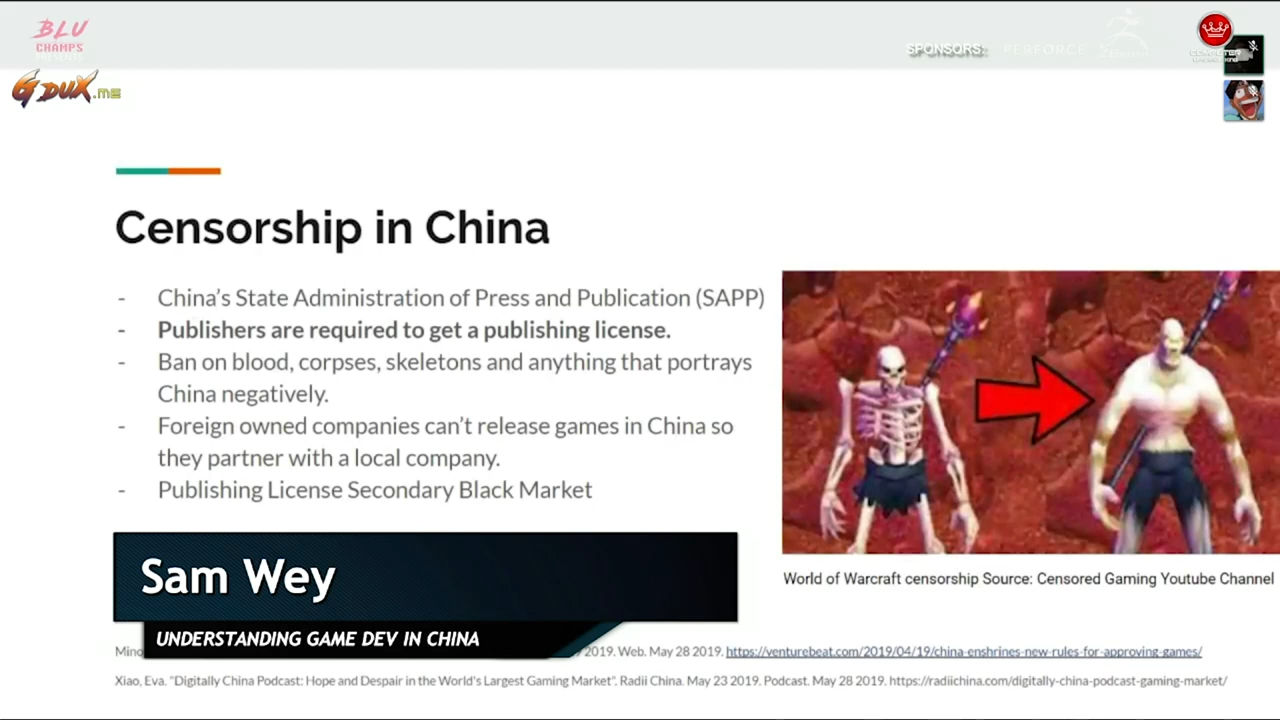 BLU
CHAMPS
PRESENTS
SPONSORS:
PERFORCE
G DUX.ME
Censorship in China
- China's State Administration of Press and Publication (SAPP)
- Publishers are required to get a publishing license.
- Ban on blood, corpses, skeletons and anything that portrays
China negatively.
- Foreign owned companies can't release games in China so
they partner with a local company.
- Publishing License Secondary Black Market
World of Warcraft censorship Source: Censored Gaming Youtube Channel
Sam Wey
UNDERSTANDING GAME DEV IN CHINA
2019. Web. May 28 2019. https://venturebeat.com/2019/04/19/china-enshrines-new-rules-for-approving-games/
Xiao, Eva. "Digitally China Podcast: Hope and Despair in the World's Largest Gaming Market". Radii China. May 23 2019. Podcast. May 28 2019. https://radiichina.com/digitally-china-podcast-gaming-market/